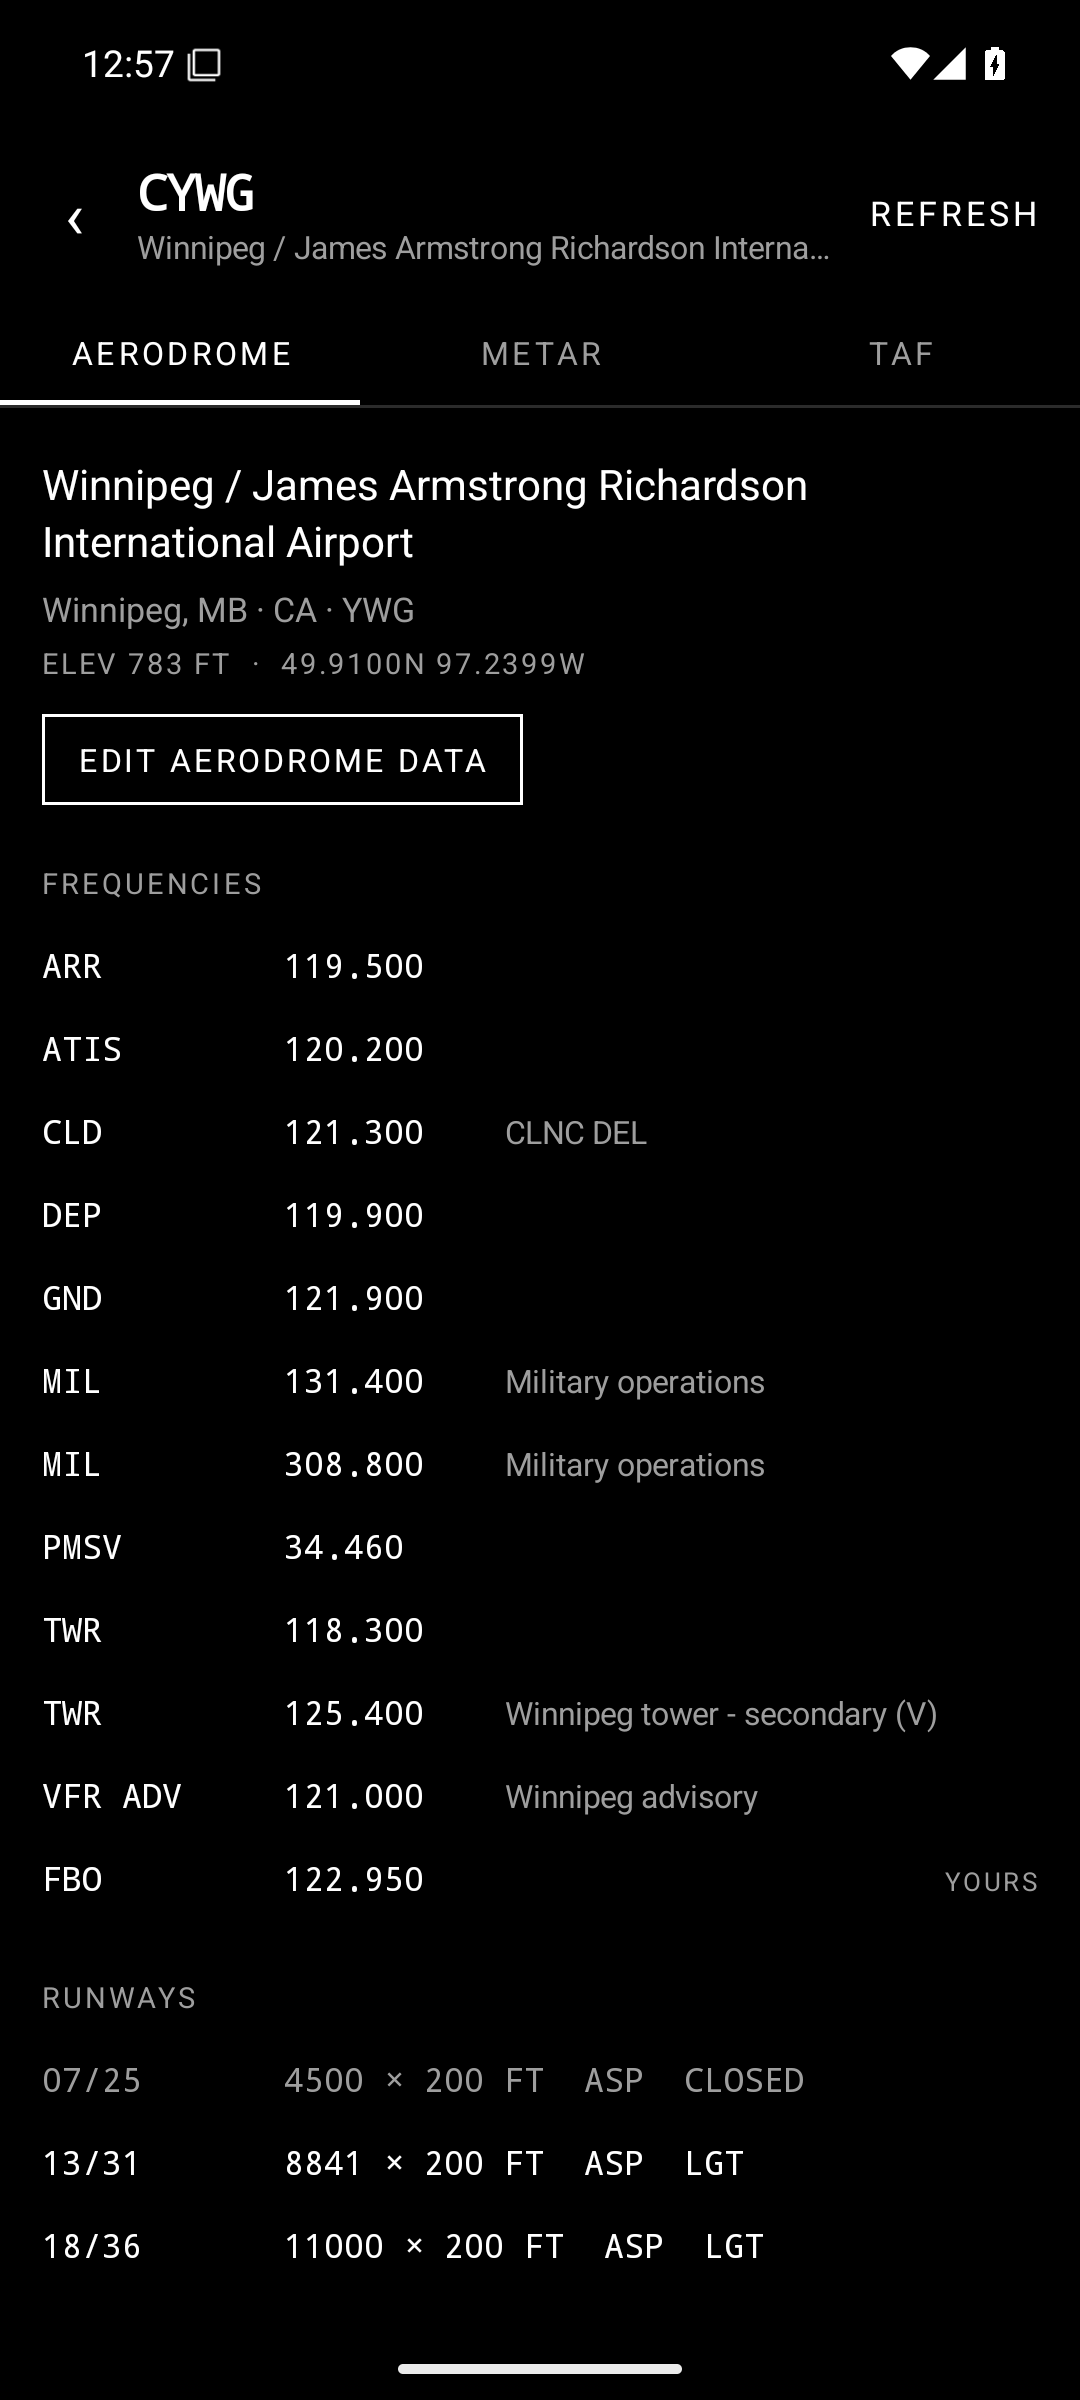 12:57
CYWG
Winnipeg / James Armstrong Richardson Interna…
REFRESH
AERODROME METAR TAF
Winnipeg / James Armstrong Richardson
International Airport
Winnipeg, MB · CA · YWG
ELEV 783 FT · 49.9100N 97.2399W
EDIT AERODROME DATA
FREQUENCIES
ARR 119.500
ATIS 120.200
CLD 121.300 CLNC DEL
DEP 119.900
GND 121.900
MIL 131.400 Military operations
MIL 308.800 Military operations
PMSV 34.460
TWR 118.300
TWR 125.400 Winnipeg tower - secondary (V)
VFR ADV 121.000 Winnipeg advisory
FBO 122.950 YOURS
RUNWAYS
07/25 4500 × 200 FT ASP CLOSED
13/31 8841 × 200 FT ASP LGT
18/36 11000 × 200 FT ASP LGT